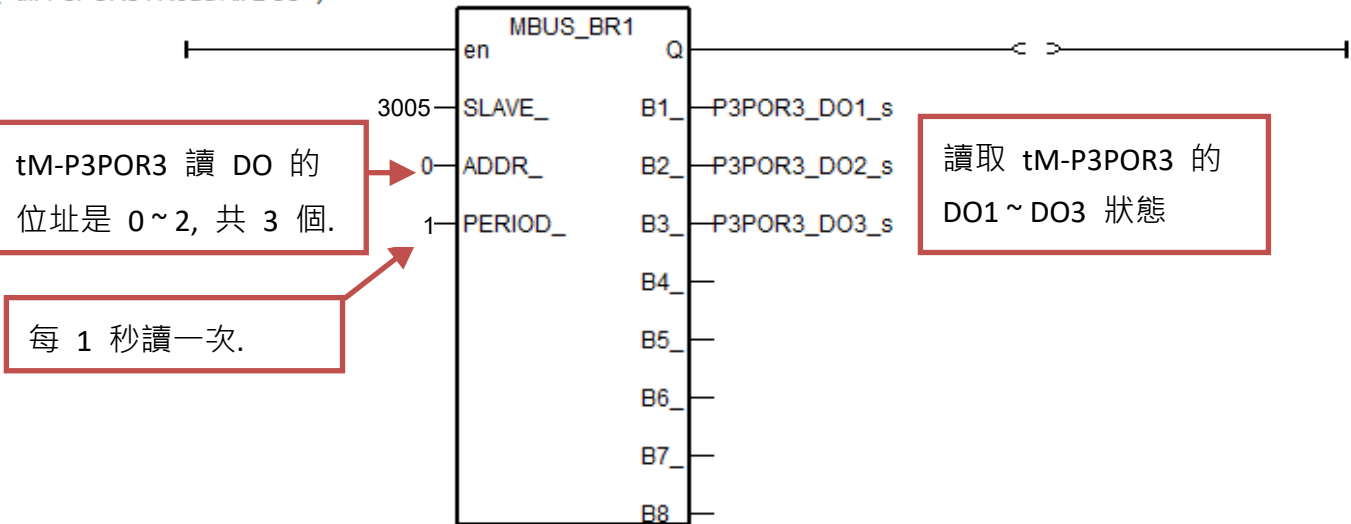 MBUS_BR1
en Q
3005 SLAVE_ B1_ P3POR3_DO1_s
0 ADDR_ B2_ P3POR3_DO2_s
1 PERIOD_ B3_ P3POR3_DO3_s
B4_
B5_
B6_
B7_
B8
tM-P3POR3 讀 DO 的
位址是 0 ~ 2, 共 3 個.
每 1 秒讀一次.
讀取 tM-P3POR3 的
DO1 ~ DO3 狀態